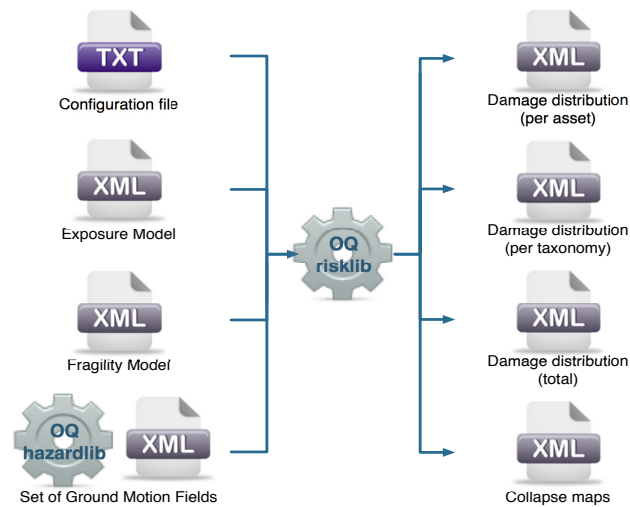 TXT
Configuration file
XML
Exposure Model
XML
Fragility Model
OQ
hazardlib
XML
Set of Ground Motion Fields
OQ
risklib
XML
Damage distribution
(per asset)
XML
Damage distribution
(per taxonomy)
XML
Damage distribution
(total)
XML
Collapse maps